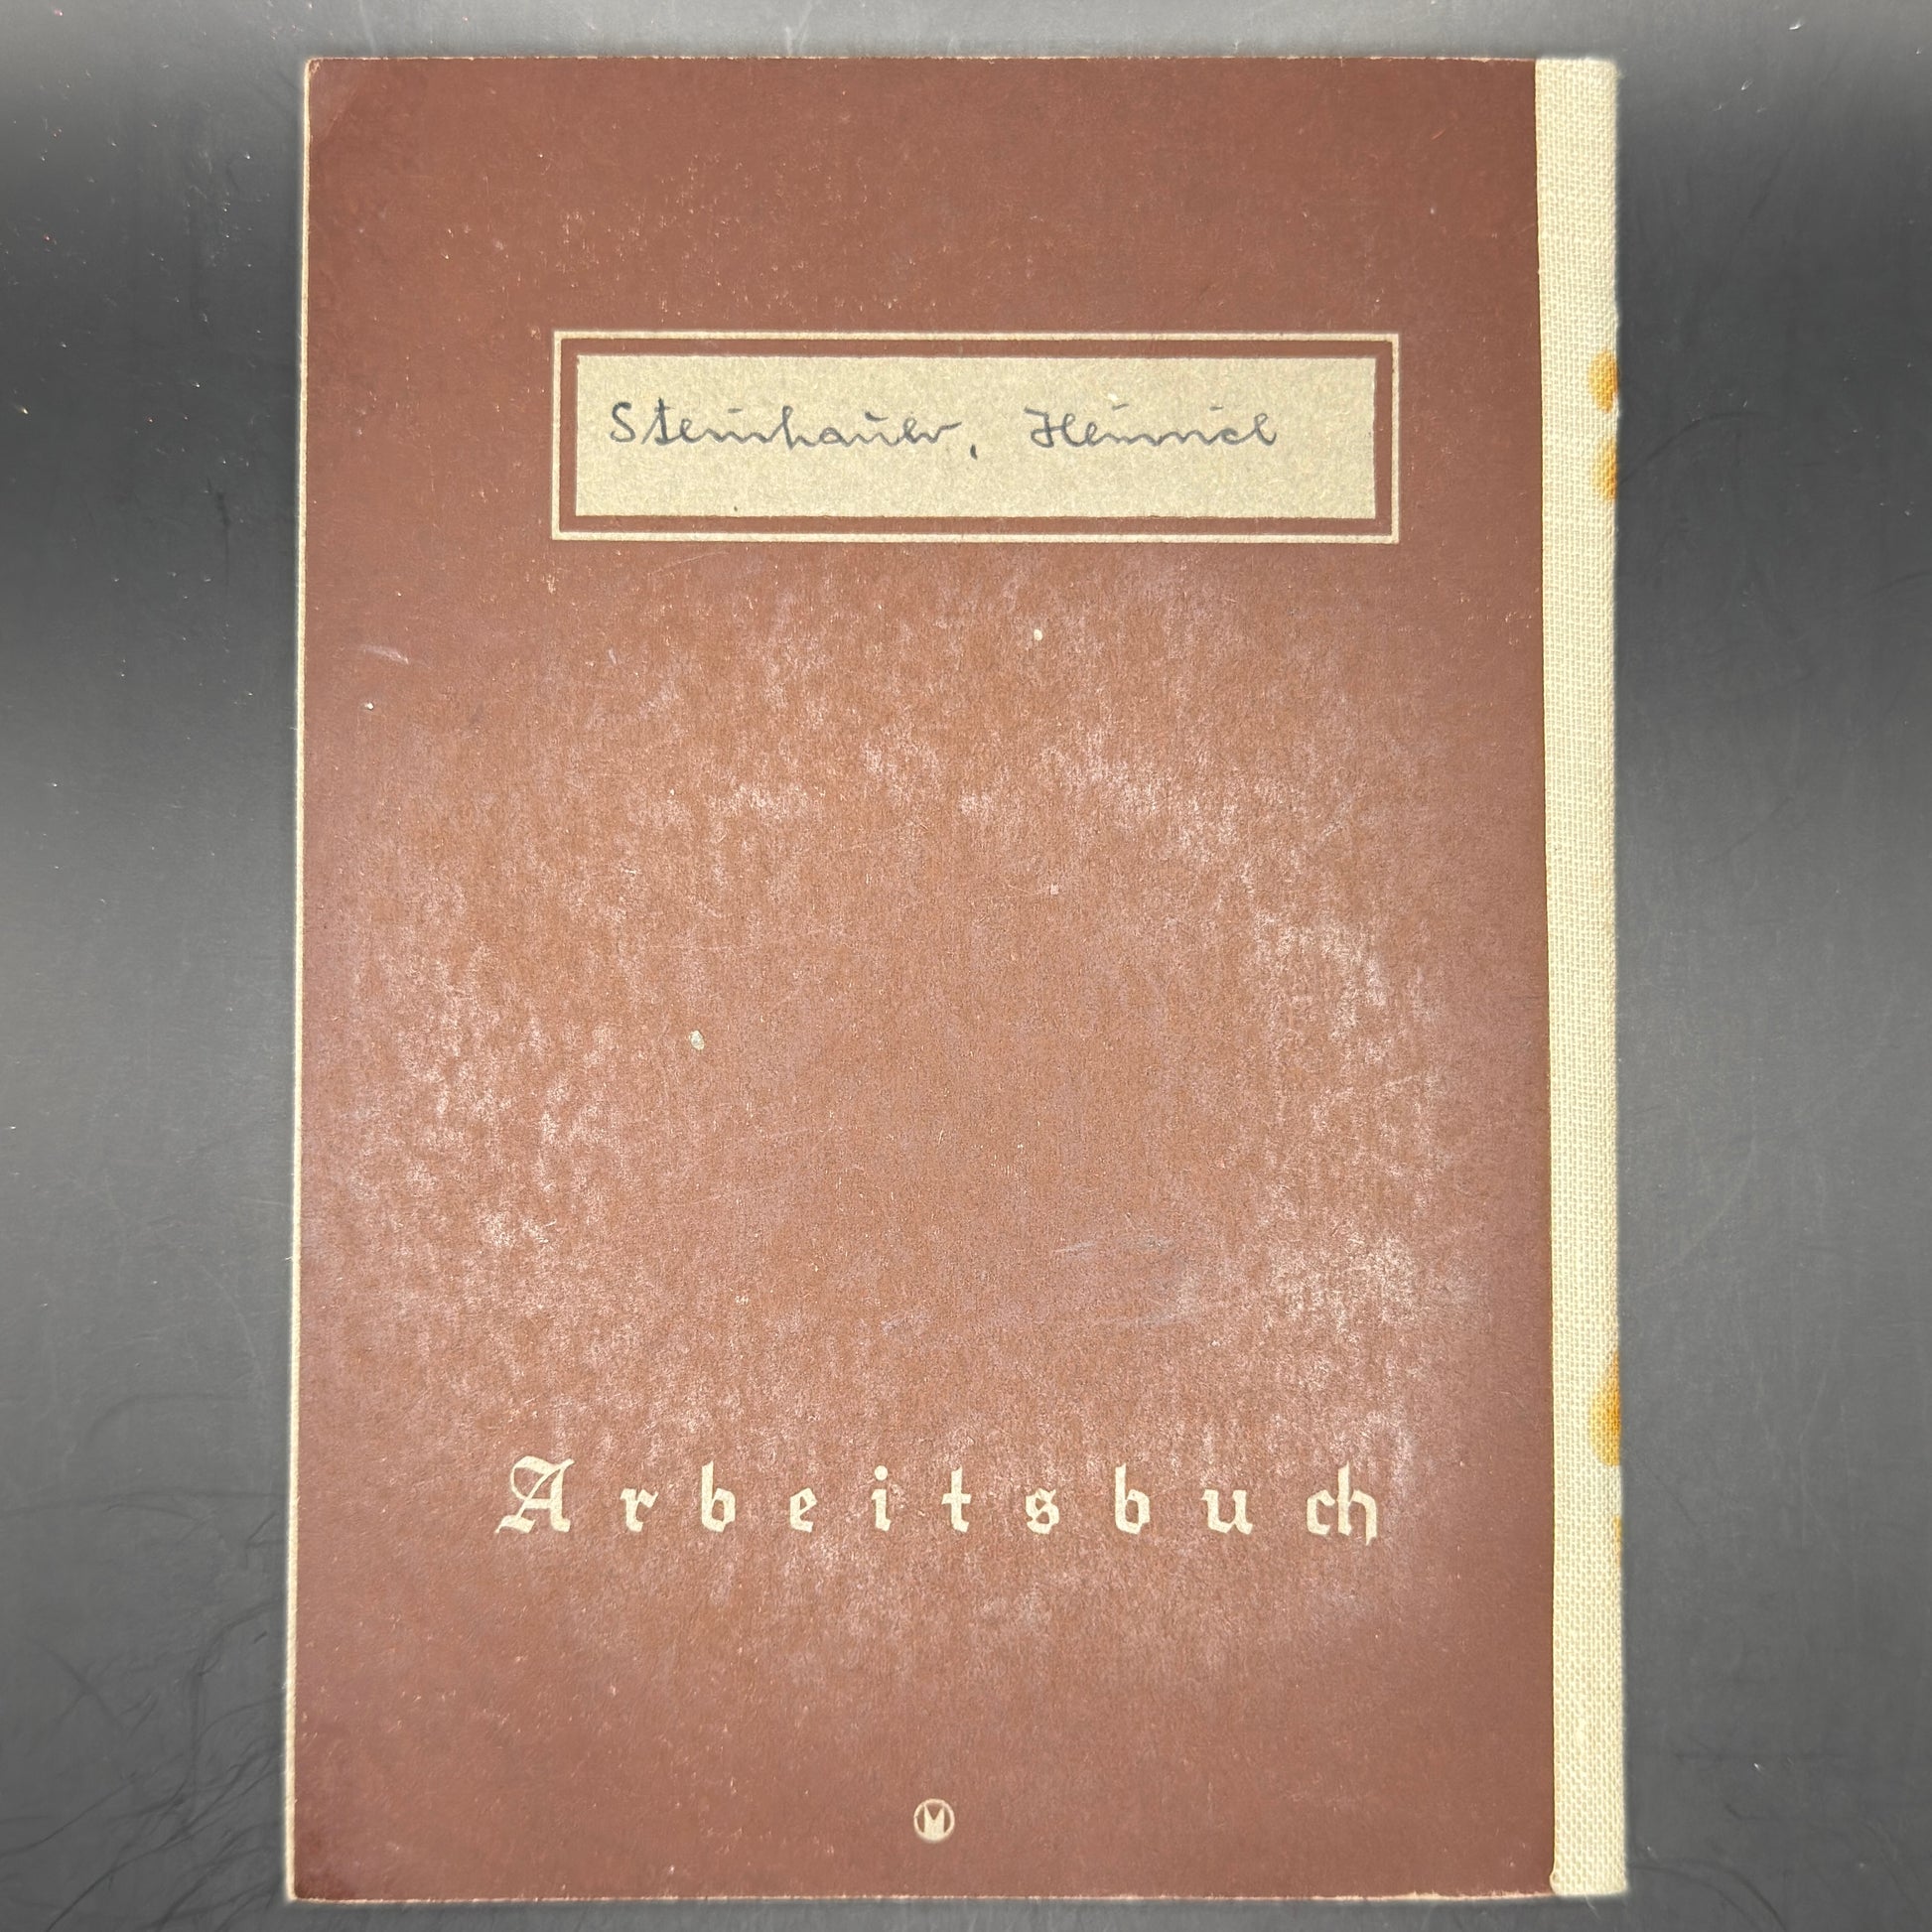 Steinhauer, Heinrich
Arbeitsbuch
M